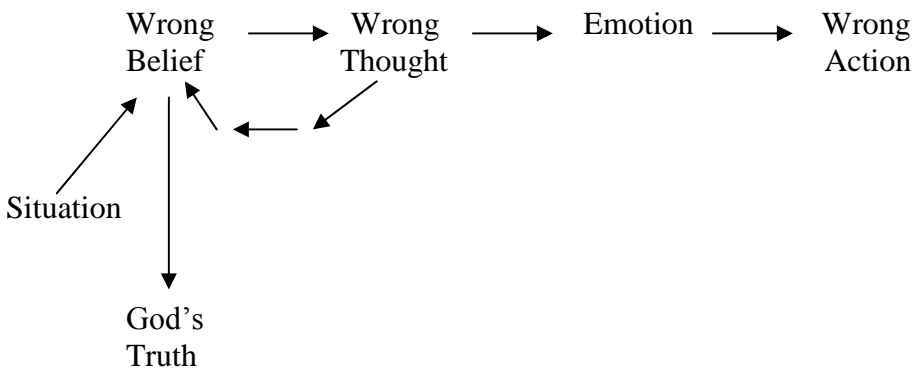 Wrong
Belief
Wrong
Thought
Emotion
Wrong
Action
Situation
God’s
Truth